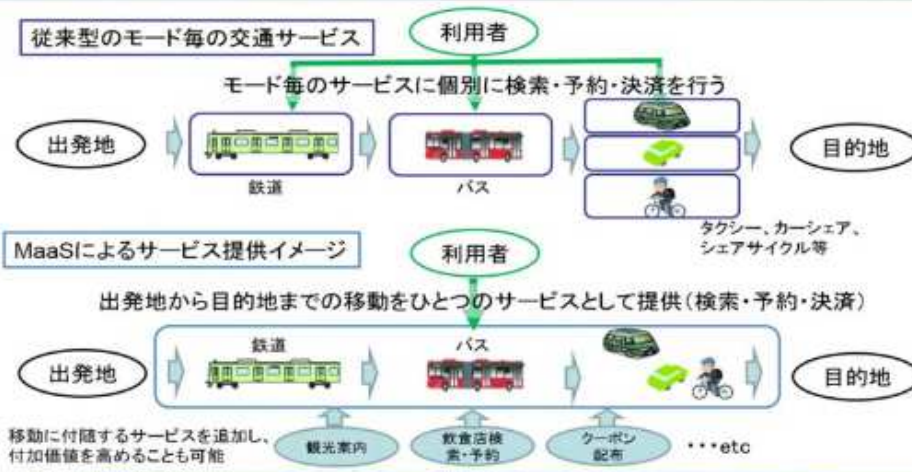 従来型のモード毎の交通サービス
利用者
モード毎のサービスに個別に検索・予約・決済を行う
出発地
鉄道
バス
目的地
タクシー、カーシェア、
シェアサイクル等
MaaSによるサービス提供イメージ
利用者
出発地から目的地までの移動をひとつのサービスとして提供(検索・予約・決済)
出発地
鉄道
バス
目的地
移動に付随するサービスを追加し、
付加価値を高めることも可能
観光案内
飲食店検
索・予約
クーポン
配布
・・・etc